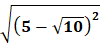 √((5 − √10)²)